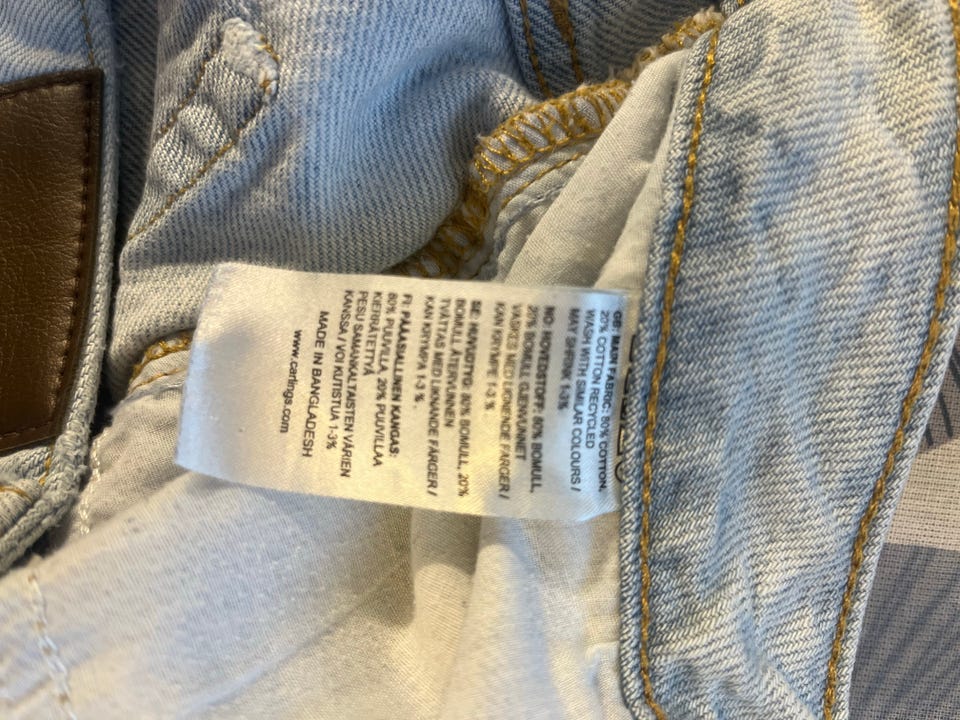 GB: MAIN FABRIC: 80% COTTON,
20% COTTON RECYCLED
WASH WITH SIMILAR COLOURS /
MAY SHRINK 1-3%
NO: HOVEDSTOFF: 80% BOMULL,
20% BOMULL GJENVUNNET
VASKES MED LIGNENDE FARGER /
KAN KRYMPE 1-3 %
SE: HUVUDTYG: 80% BOMULL, 20%
BOMULL ÅTERVUNNEN
TVÄTTAS MED LIKNANDE FÄRGER /
KAN KRYMPA 1-3 % .
FI: PÄÄASIALLINEN KANGAS:
80% PUUVILLA, 20% PUUVILLAA
KIERRÄTETTYÄ
PESU SAMANKALTAISTEN VÄRIEN
KANSSA / VOI KUTISTUA 1-3%
MADE IN BANGLADESH
www.carlings.com